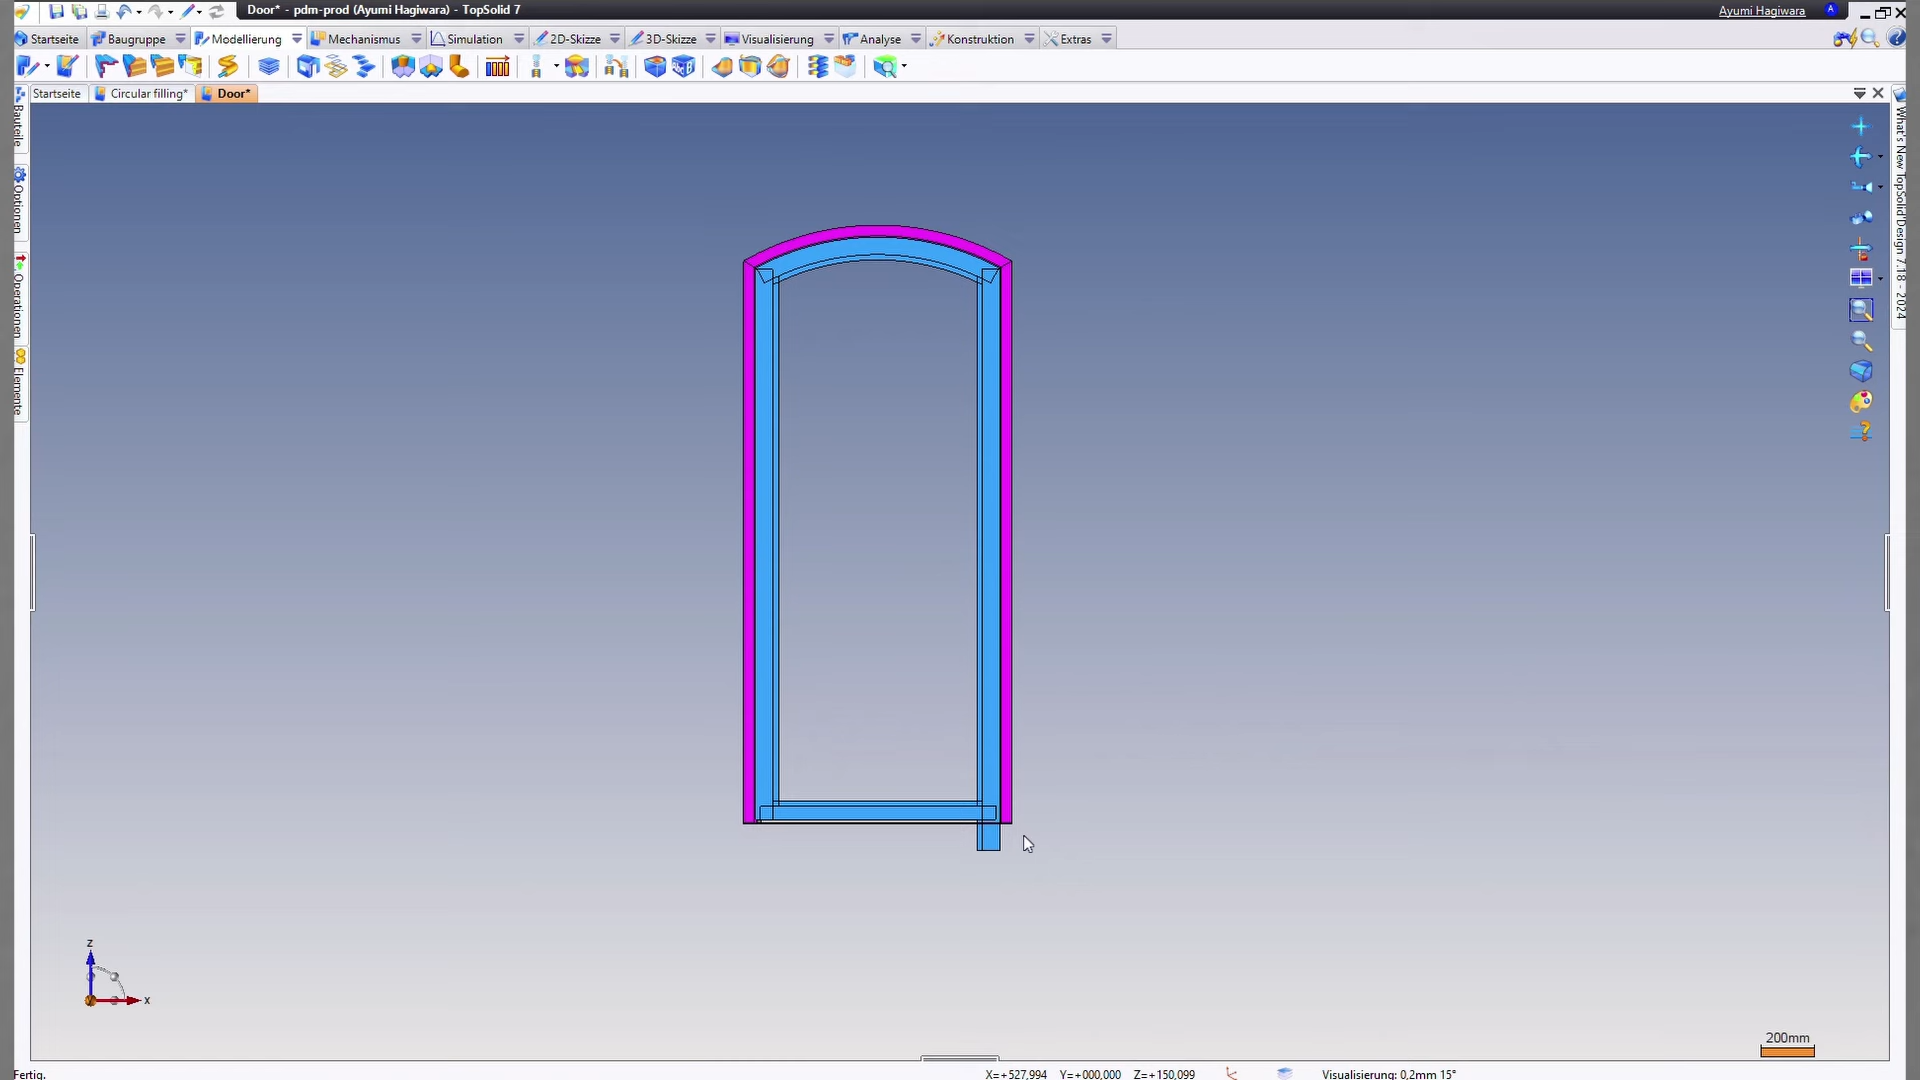 Door* - pdm-prod (Ayumi Hagiwara) - TopSolid 7
Ayumi Hagiwara
A
Startseite Baugruppe Modellierung Mechanismus Simulation 2D-Skizze 3D-Skizze Visualisierung Analyse Konstruktion Extras
Startseite Circular filling* Door*
Bauteile
Optionen
Operationen
Elemente
What's New TopSolid'Design 7.18 - 2024
z
x
200mm
Fertig.
X=+527,994 Y=+000,000 Z=+150,099 Visualisierung: 0,2mm 15°